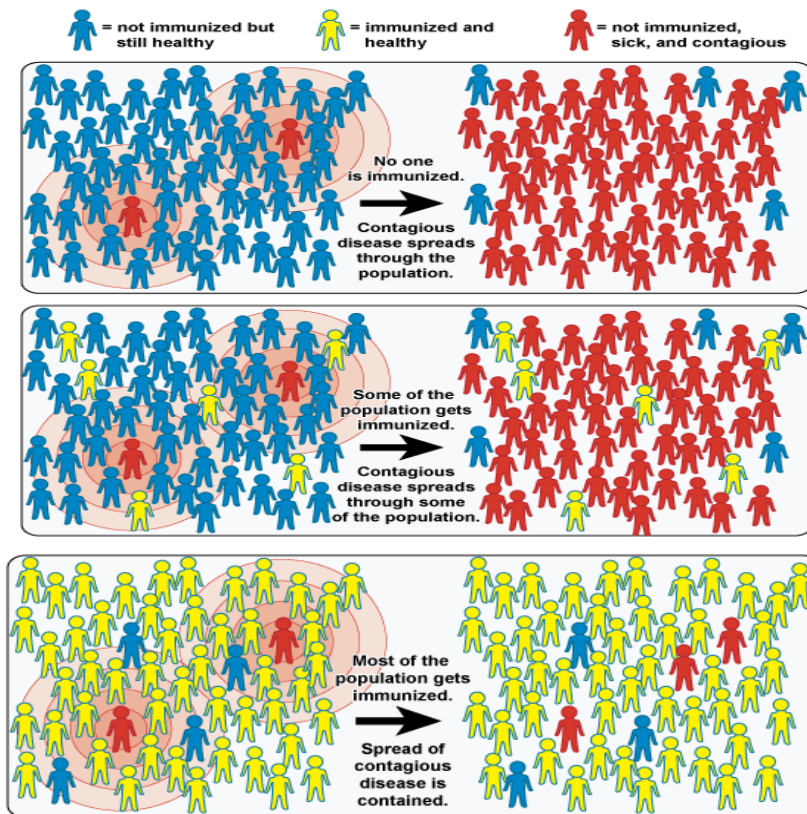 = not immunized but
still healthy
= immunized and
healthy
= not immunized,
sick, and contagious
No one
is immunized.
Contagious
disease spreads
through the
population.
Some of the
population gets
immunized.
Contagious
disease spreads
through some
of the population.
Most of the
population gets
immunized.
Spread of
contagious
disease is
contained.